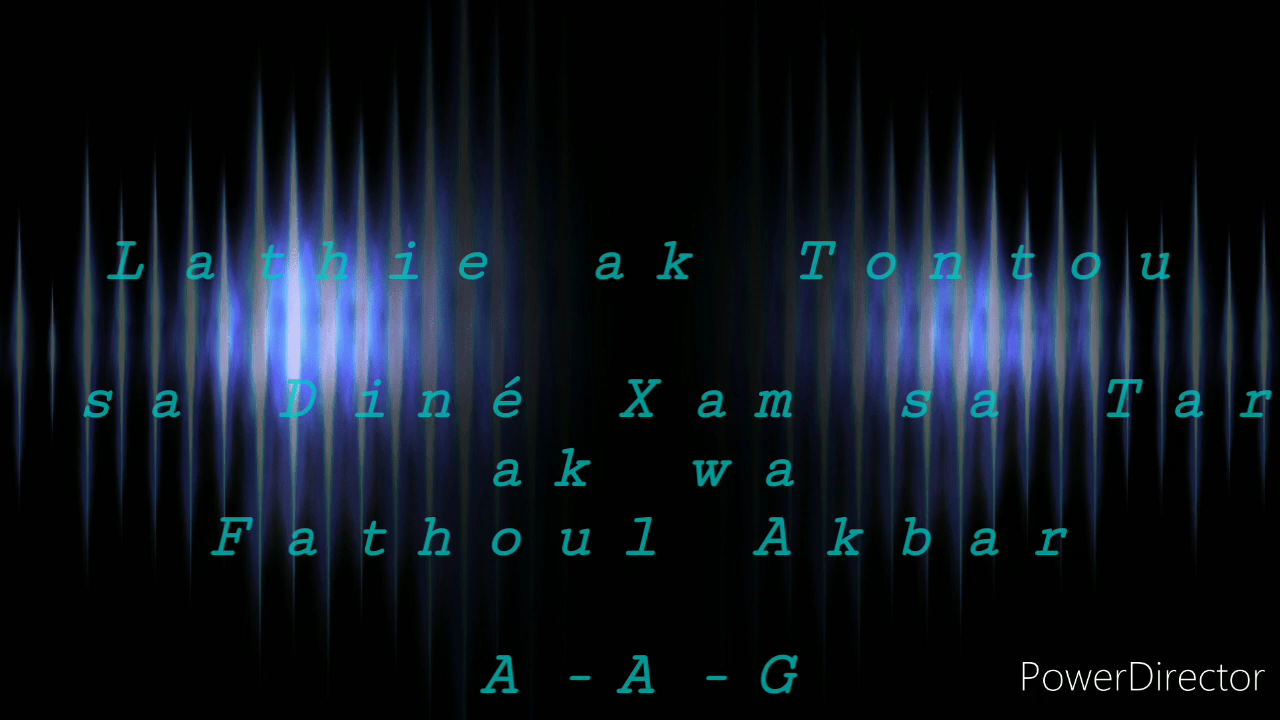 Lathie ak Tontou
sa Diné Xam sa Tar
ak wa
Fathoul Akbar
A-A-G
PowerDirector